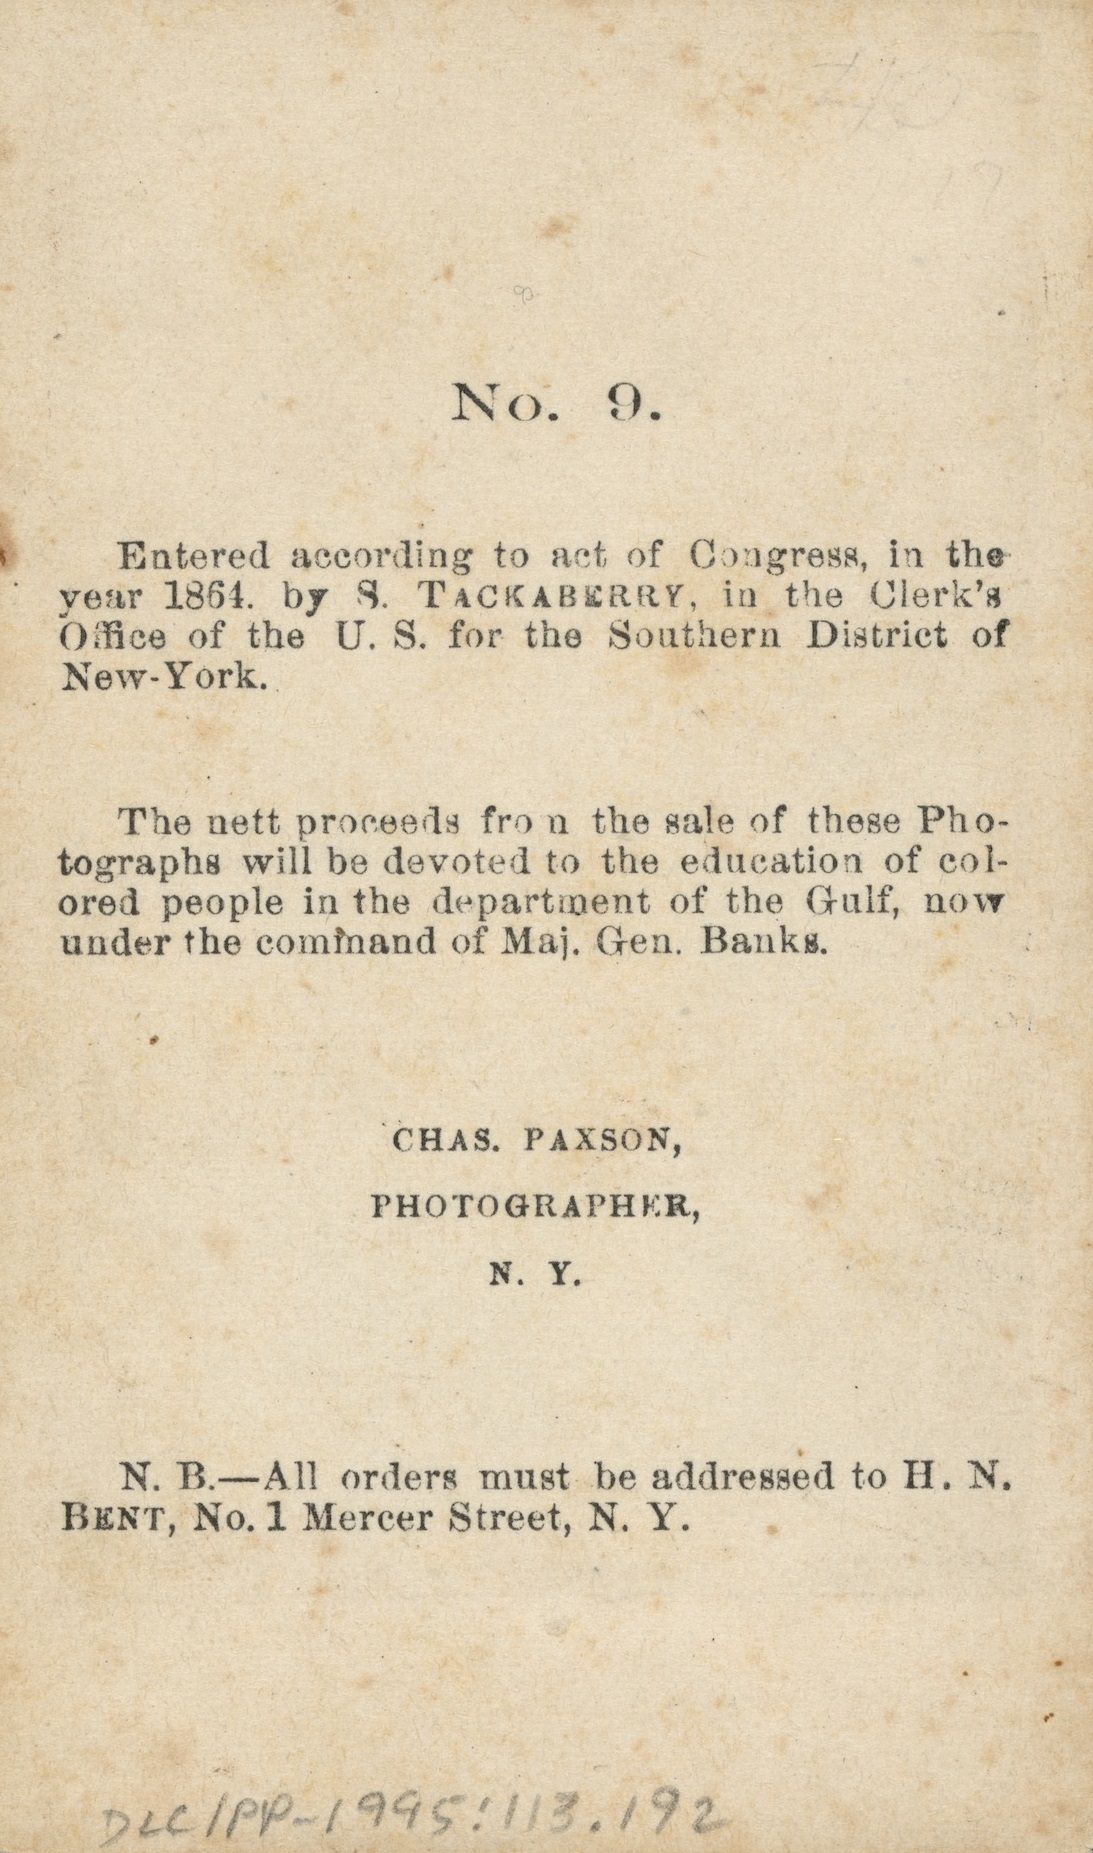 No. 9.
Entered according to act of Congress, in the
year 1864. by S. TACKABERRY, in the Clerk's
Office of the U. S. for the Southern District of
New-York.
The nett proceeds fro n the sale of these Pho-
tographs will be devoted to the education of col-
ored people in the department of the Gulf, now
under the command of Maj. Gen. Banks.
CHAS. PAXSON,
PHOTOGRAPHER,
N. Y.
N. B.—All orders must be addressed to H. N.
BENT, No. 1 Mercer Street, N. Y.
DLC/PP-1995:113.192